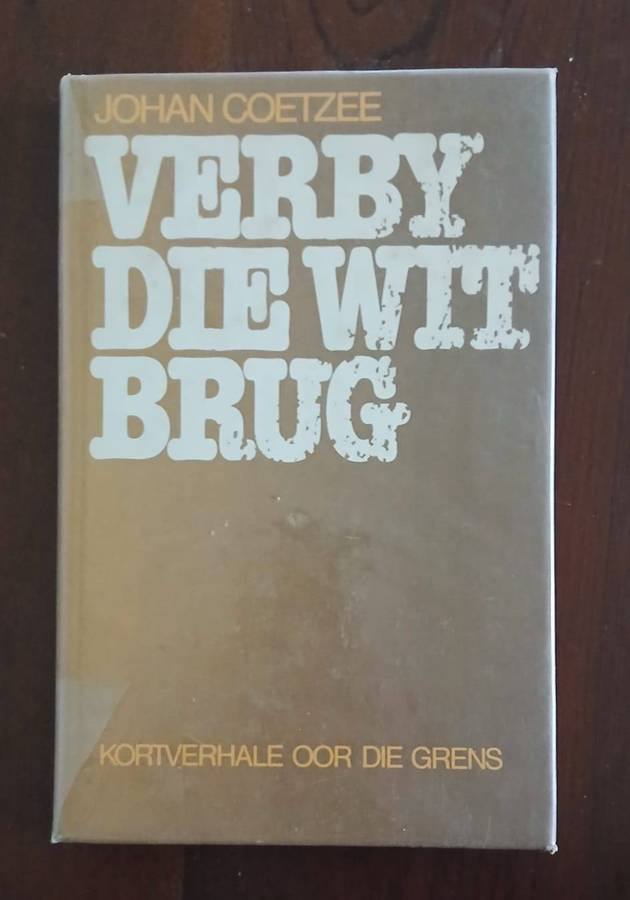 JOHAN COETZEE
VERBY
DIE WIT
BRUG
KORTVERHALE OOR DIE GRENS